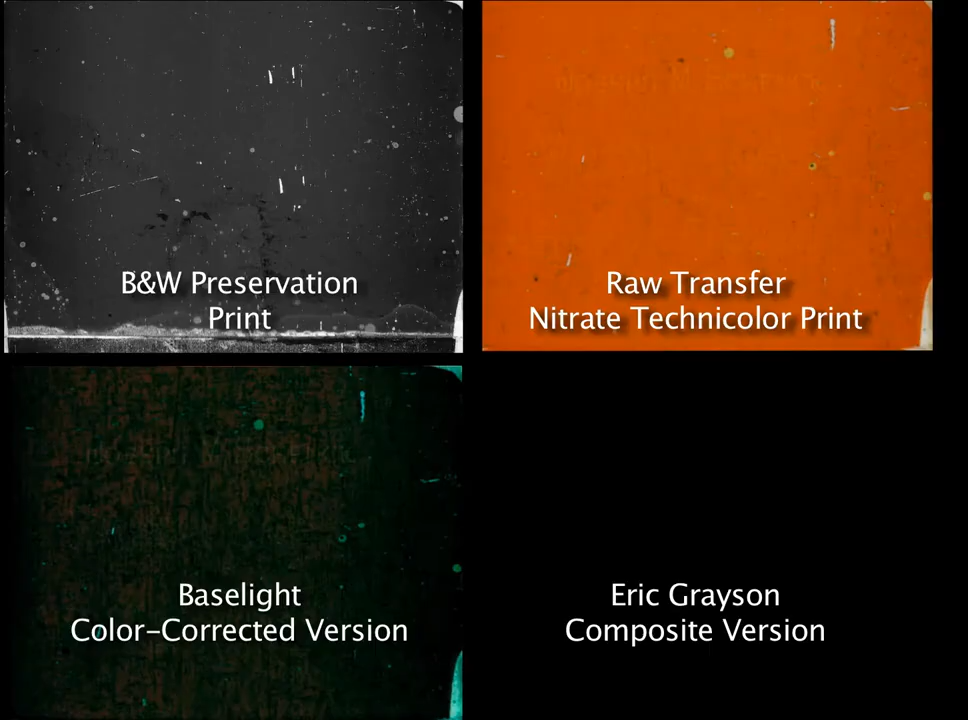 B&W Preservation
Print
Raw Transfer
Nitrate Technicolor Print
Baselight
Color-Corrected Version
Eric Grayson
Composite Version